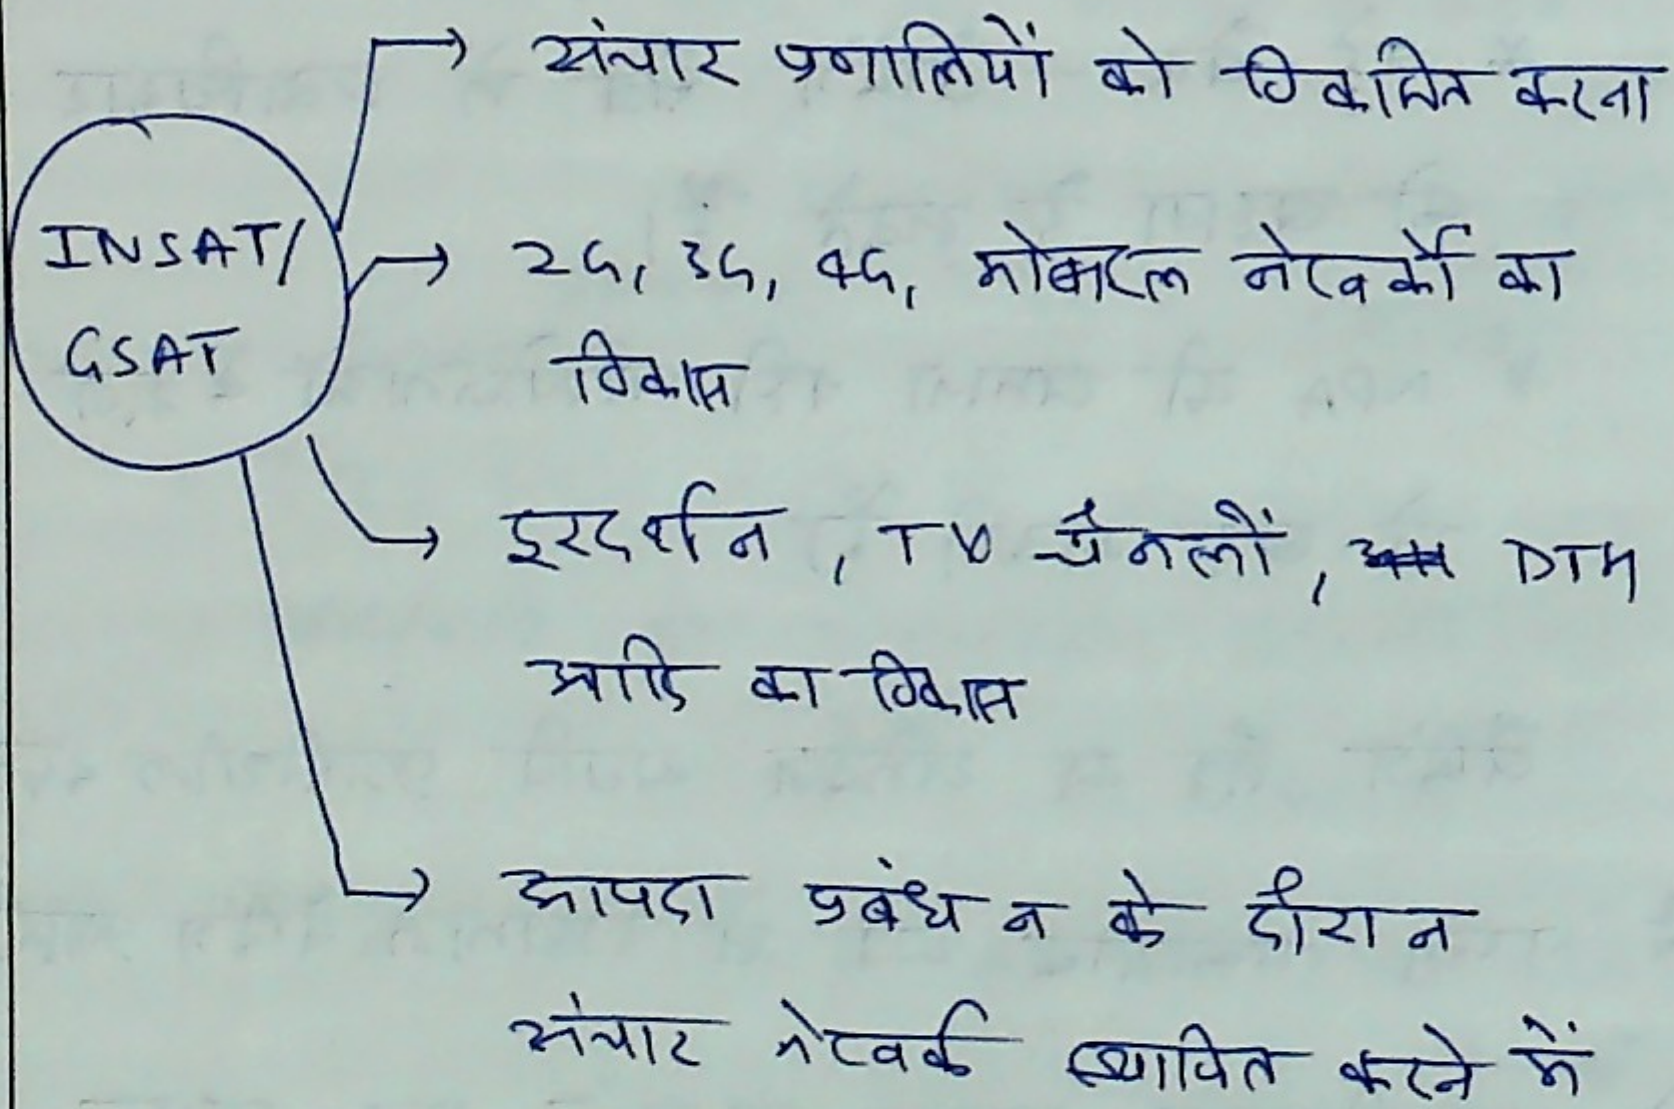 संचार प्रणालियों को विकसित करना
INSAT/
GSAT
2G, 3G, 4G, मोबाइल नेटवर्कों का
विकास
दूरदर्शन, TV चैनलों, DTH
आदि का विकास
आपदा प्रबंधन के दौरान
संचार नेटवर्क स्थापित करने में